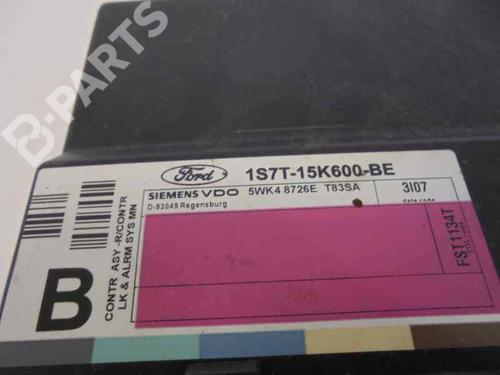 B-PARTS
Ford
1S7T-15K600-BE
SIEMENS VDO
5WK4 8726E T83SA
D-93049 Regensburg
3I07
date code
B
CONTR ASY -R/CONTR
LK & ALRM SYS MN
FST1134T